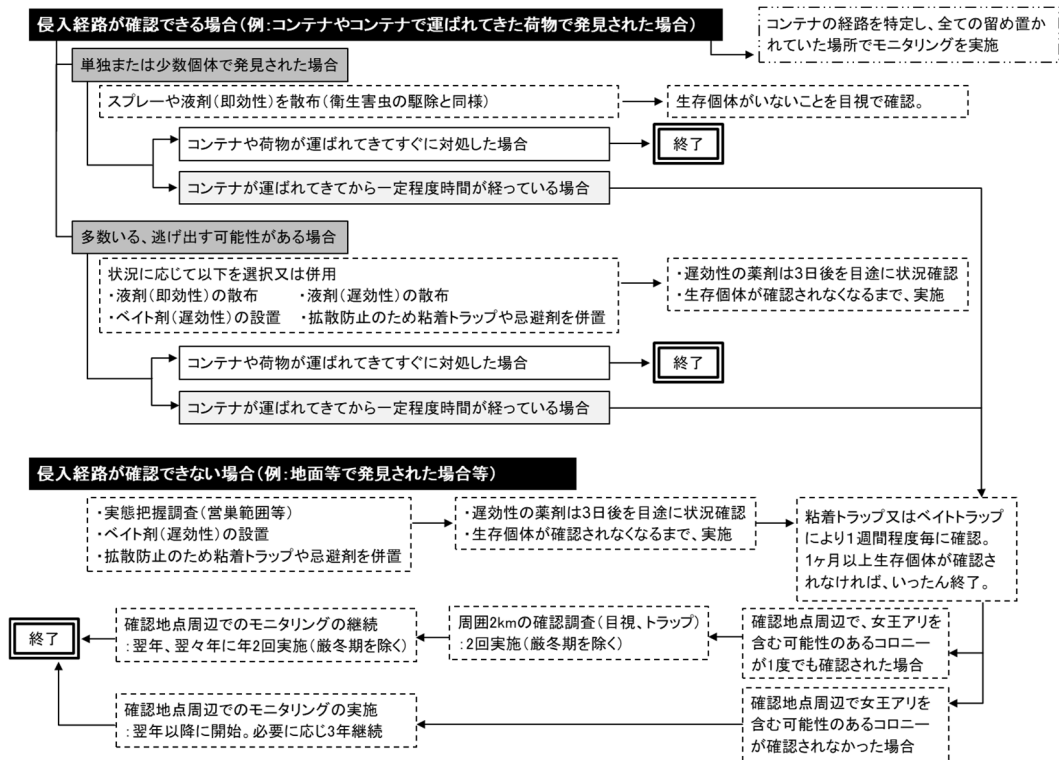 侵入経路が確認できる場合(例:コンテナやコンテナで運ばれてきた荷物で発見された場合)
コンテナの経路を特定し、全ての留め置か
れていた場所でモニタリングを実施
単独または少数個体で発見された場合
スプレーや液剤(即効性)を散布(衛生害虫の駆除と同様)
生存個体がいないことを目視で確認。
コンテナや荷物が運ばれてきてすぐに対処した場合
終了
コンテナが運ばれてきてから一定程度時間が経っている場合
多数いる、逃げ出す可能性がある場合
状況に応じて以下を選択又は併用
・液剤(即効性)の散布 ・液剤(遅効性)の散布
・ベイト剤(遅効性)の設置 ・拡散防止のため粘着トラップや忌避剤を併置
・遅効性の薬剤は3日後を目途に状況確認
・生存個体が確認されなくなるまで、実施
コンテナや荷物が運ばれてきてすぐに対処した場合
終了
コンテナが運ばれてきてから一定程度時間が経っている場合
侵入経路が確認できない場合(例:地面等で発見された場合等)
・実態把握調査(営巣範囲等)
・ベイト剤(遅効性)の設置
・拡散防止のため粘着トラップや忌避剤を併置
・遅効性の薬剤は3日後を目途に状況確認
・生存個体が確認されなくなるまで、実施
粘着トラップ又はベイトトラップ
により1週間程度毎に確認。
1ヶ月以上生存個体が確認さ
れなければ、いったん終了。
確認地点周辺で、女王アリを
含む可能性のあるコロニー
が1度でも確認された場合
周囲2kmの確認調査(目視、トラップ)
:2回実施(厳冬期を除く)
確認地点周辺でのモニタリングの継続
:翌年、翌々年に年2回実施(厳冬期を除く)
終了
確認地点周辺で女王アリを
含む可能性のあるコロニー
が確認されなかった場合
確認地点周辺でのモニタリングの実施
:翌年以降に開始。必要に応じ3年継続